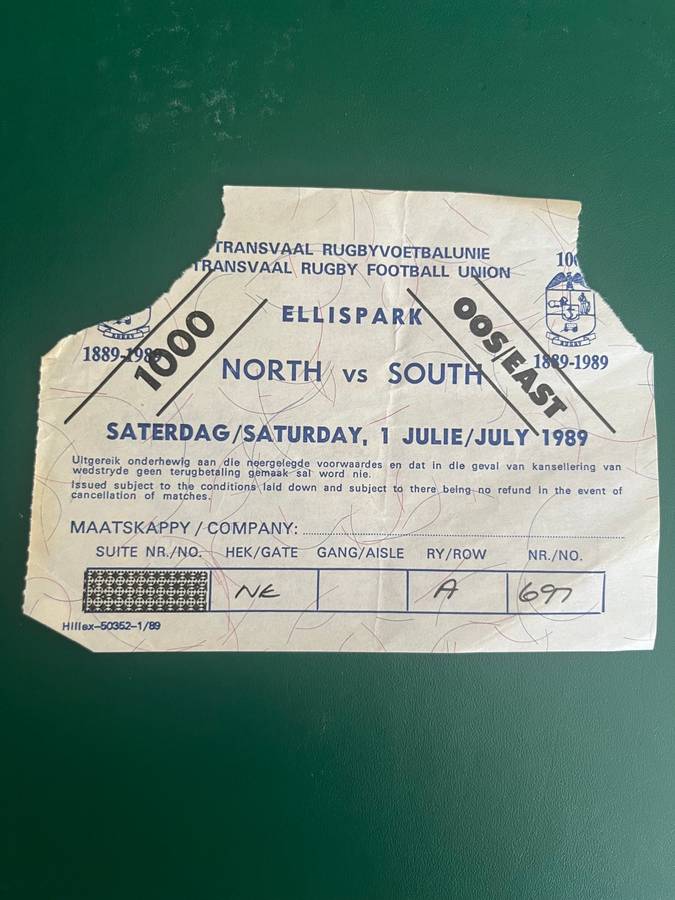 TRANSVAAL RUGBYVOETBALUNIE
TRANSVAAL RUGBY FOOTBALL UNION
100
ELLISPARK
1889-1989
1000
OOS/EAST
1889-1989
NORTH vs SOUTH
SATERDAG/SATURDAY, 1 JULIE/JULY 1989
Uitgereik onderhewig aan die neergelegde voorwaardes en dat in die geval van kansellering van
wedstryde geen terugbetaling gemaak sal word nie.
Issued subject to the conditions laid down and subject to there being no refund in the event of
cancellation of matches.
MAATSKAPPY / COMPANY:
SUITE NR./NO. HEK/GATE GANG/AISLE RY/ROW NR./NO.
NE A 697
Hillex-50352-1/89